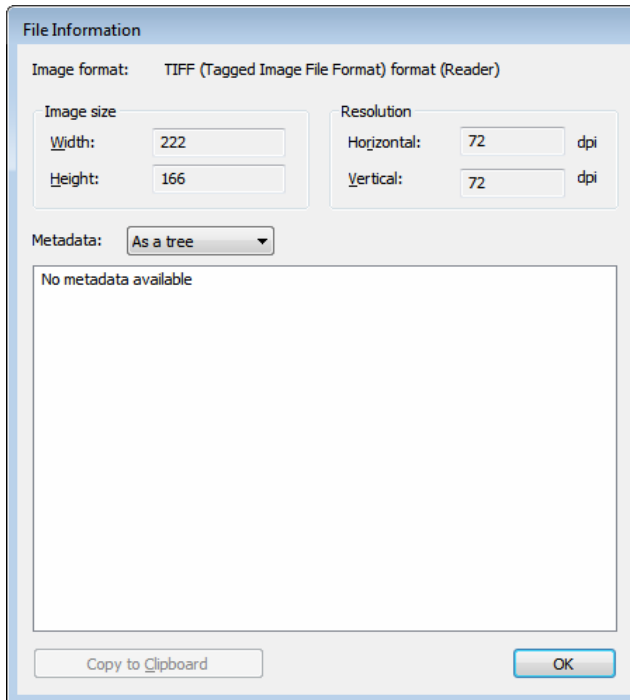 File Information
Image format: TIFF (Tagged Image File Format) format (Reader)
Image size
Width: 222
Height: 166
Resolution
Horizontal: 72 dpi
Vertical: 72 dpi
Metadata: As a tree
No metadata available
Copy to Clipboard
OK